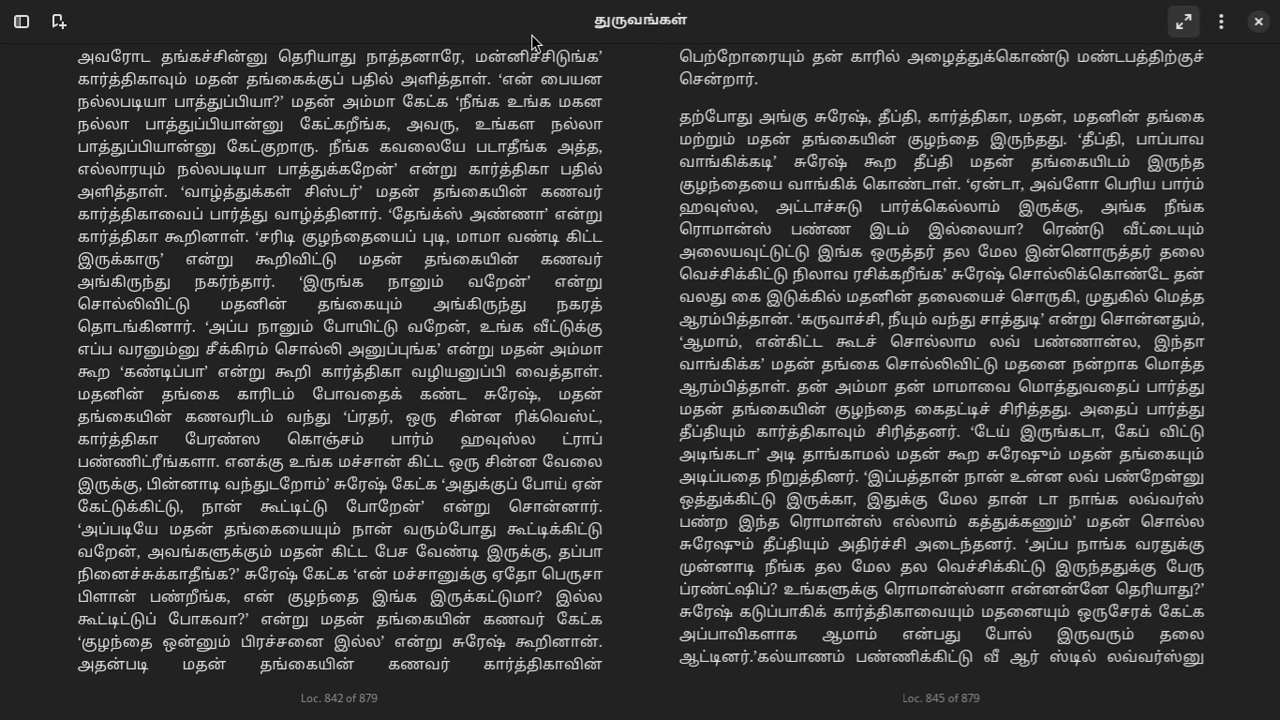 துருவங்கள்
அவரோட தங்கச்சின்னு தெரியாது நாத்தனாரே, மன்னிச்சிடுங்க’
கார்த்திகாவும் மதன் தங்கைக்குப் பதில் அளித்தாள். ‘என் பையன
நல்லபடியா பாத்துப்பியா?’ மதன் அம்மா கேட்க ‘நீங்க உங்க மகன
நல்லா பாத்துப்பியான்னு கேட்கறீங்க, அவரு, உங்கள நல்லா
பாத்துப்பியான்னு கேட்குறாரு. நீங்க கவலையே படாதீங்க அத்த,
எல்லாரயும் நல்லபடியா பாத்துக்கறேன்’ என்று கார்த்திகா பதில்
அளித்தாள். ‘வாழ்த்துக்கள் சிஸ்டர்’ மதன் தங்கையின் கணவர்
கார்த்திகாவைப் பார்த்து வாழ்த்தினார். ‘தேங்க்ஸ் அண்ணா’ என்று
கார்த்திகா கூறினாள். ‘சரிடி குழந்தையைப் புடி, மாமா வண்டி கிட்ட
இருக்காரு’ என்று கூறிவிட்டு மதன் தங்கையின் கணவர்
அங்கிருந்து நகர்ந்தார். ‘இருங்க நானும் வறேன்’ என்று
சொல்லிவிட்டு மதனின் தங்கையும் அங்கிருந்து நகரத்
தொடங்கினார். ‘அப்ப நானும் போயிட்டு வறேன், உங்க வீட்டுக்கு
எப்ப வரனும்னு சீக்கிரம் சொல்லி அனுப்புங்க’ என்று மதன் அம்மா
கூற ‘கண்டிப்பா’ என்று கூறி கார்த்திகா வழியனுப்பி வைத்தாள்.
மதனின் தங்கை காரிடம் போவதைக் கண்ட சுரேஷ், மதன்
தங்கையின் கணவரிடம் வந்து ‘ப்ரதர், ஒரு சின்ன ரிக்வெஸ்ட்,
கார்த்திகா பேரண்ஸ கொஞ்சம் பார்ம் ஹவுஸ்ல ட்ராப்
பண்ணிட்ரீங்களா. எனக்கு உங்க மச்சான் கிட்ட ஒரு சின்ன வேலை
இருக்கு, பின்னாடி வந்துடறோம்’ சுரேஷ் கேட்க ‘அதுக்குப் போய் ஏன்
கேட்டுக்கிட்டு, நான் கூட்டிட்டு போறேன்’ என்று சொன்னார்.
‘அப்படியே மதன் தங்கையையும் நான் வரும்போது கூட்டிக்கிட்டு
வறேன், அவங்களுக்கும் மதன் கிட்ட பேச வேண்டி இருக்கு, தப்பா
நினைச்சுக்காதீங்க?’ சுரேஷ் கேட்க ‘என் மச்சானுக்கு ஏதோ பெருசா
பிளான் பண்றீங்க, என் குழந்தை இங்க இருக்கட்டுமா? இல்ல
கூட்டிட்டுப் போகவா?’ என்று மதன் தங்கையின் கணவர் கேட்க
‘குழந்தை ஒன்னும் பிரச்சனை இல்ல’ என்று சுரேஷ் கூறினான்.
அதன்படி மதன் தங்கையின் கணவர் கார்த்திகாவின்
Loc. 842 of 879
பெற்றோரையும் தன் காரில் அழைத்துக்கொண்டு மண்டபத்திற்குச்
சென்றார்.
தற்போது அங்கு சுரேஷ், தீப்தி, கார்த்திகா, மதன், மதனின் தங்கை
மற்றும் மதன் தங்கையின் குழந்தை இருந்தது. ‘தீப்தி, பாப்பாவ
வாங்கிக்கடி’ சுரேஷ் கூற தீப்தி மதன் தங்கையிடம் இருந்த
குழந்தையை வாங்கிக் கொண்டாள். ‘ஏன்டா, அவ்ளோ பெரிய பார்ம்
ஹவுஸ்ல, அட்டாச்சுடு பார்க்கெல்லாம் இருக்கு, அங்க நீங்க
ரொமான்ஸ் பண்ண இடம் இல்லையா? ரெண்டு வீட்டையும்
அலையவுட்டுட்டு இங்க ஒருத்தர் தல மேல இன்னொருத்தர் தலை
வெச்சிக்கிட்டு நிலாவ ரசிக்கறீங்க’ சுரேஷ் சொல்லிக்கொண்டே தன்
வலது கை இடுக்கில் மதனின் தலையைச் சொருகி, முதுகில் மெத்த
ஆரம்பித்தான். ‘கருவாச்சி, நீயும் வந்து சாத்துடி’ என்று சொன்னதும்,
‘ஆமாம், என்கிட்ட கூடச் சொல்லாம லவ் பண்ணான்ல, இந்தா
வாங்கிக்க’ மதன் தங்கை சொல்லிவிட்டு மதனை நன்றாக மொத்த
ஆரம்பித்தாள். தன் அம்மா தன் மாமாவை மொத்துவதைப் பார்த்து
மதன் தங்கையின் குழந்தை கைதட்டிச் சிரித்தது. அதைப் பார்த்து
தீப்தியும் கார்த்திகாவும் சிரித்தனர். ‘டேய் இருங்கடா, கேப் விட்டு
அடிங்கடா’ அடி தாங்காமல் மதன் கூற சுரேஷும் மதன் தங்கையும்
அடிப்பதை நிறுத்தினர். ‘இப்பத்தான் நான் உன்ன லவ் பண்றேன்னு
ஒத்துக்கிட்டு இருக்கா, இதுக்கு மேல தான் டா நாங்க லவ்வர்ஸ்
பண்ற இந்த ரொமான்ஸ் எல்லாம் கத்துக்கணும்’ மதன் சொல்ல
சுரேஷும் தீப்தியும் அதிர்ச்சி அடைந்தனர். ‘அப்ப நாங்க வரதுக்கு
முன்னாடி நீங்க தல மேல தல வெச்சிக்கிட்டு இருந்ததுக்கு பேரு
ப்ரண்ட்ஷிப்? உங்களுக்கு ரொமான்ஸ்னா என்னன்னே தெரியாது?’
சுரேஷ் கடுப்பாகிக் கார்த்திகாவையும் மதனையும் ஒருசேரக் கேட்க
அப்பாவிகளாக ஆமாம் என்பது போல் இருவரும் தலை
ஆட்டினர்.’கல்யாணம் பண்ணிக்கிட்டு வீ ஆர் ஸ்டில் லவ்வர்ஸ்னு
Loc. 845 of 879